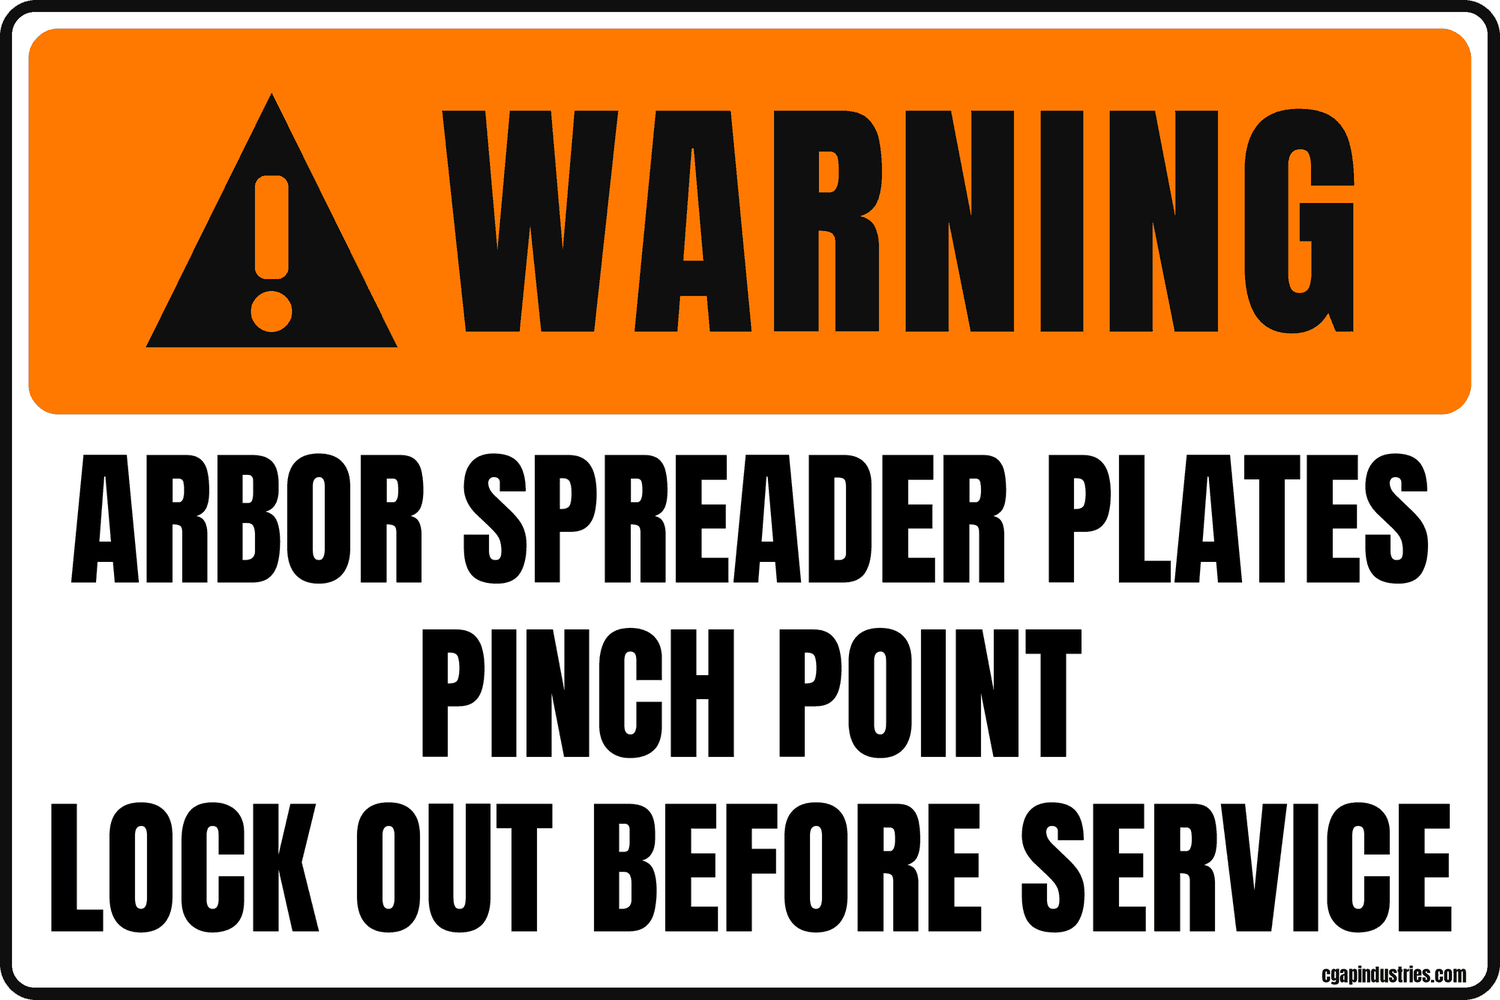 WARNING
ARBOR SPREADER PLATES
PINCH POINT
LOCK OUT BEFORE SERVICE
cgapindustries.com